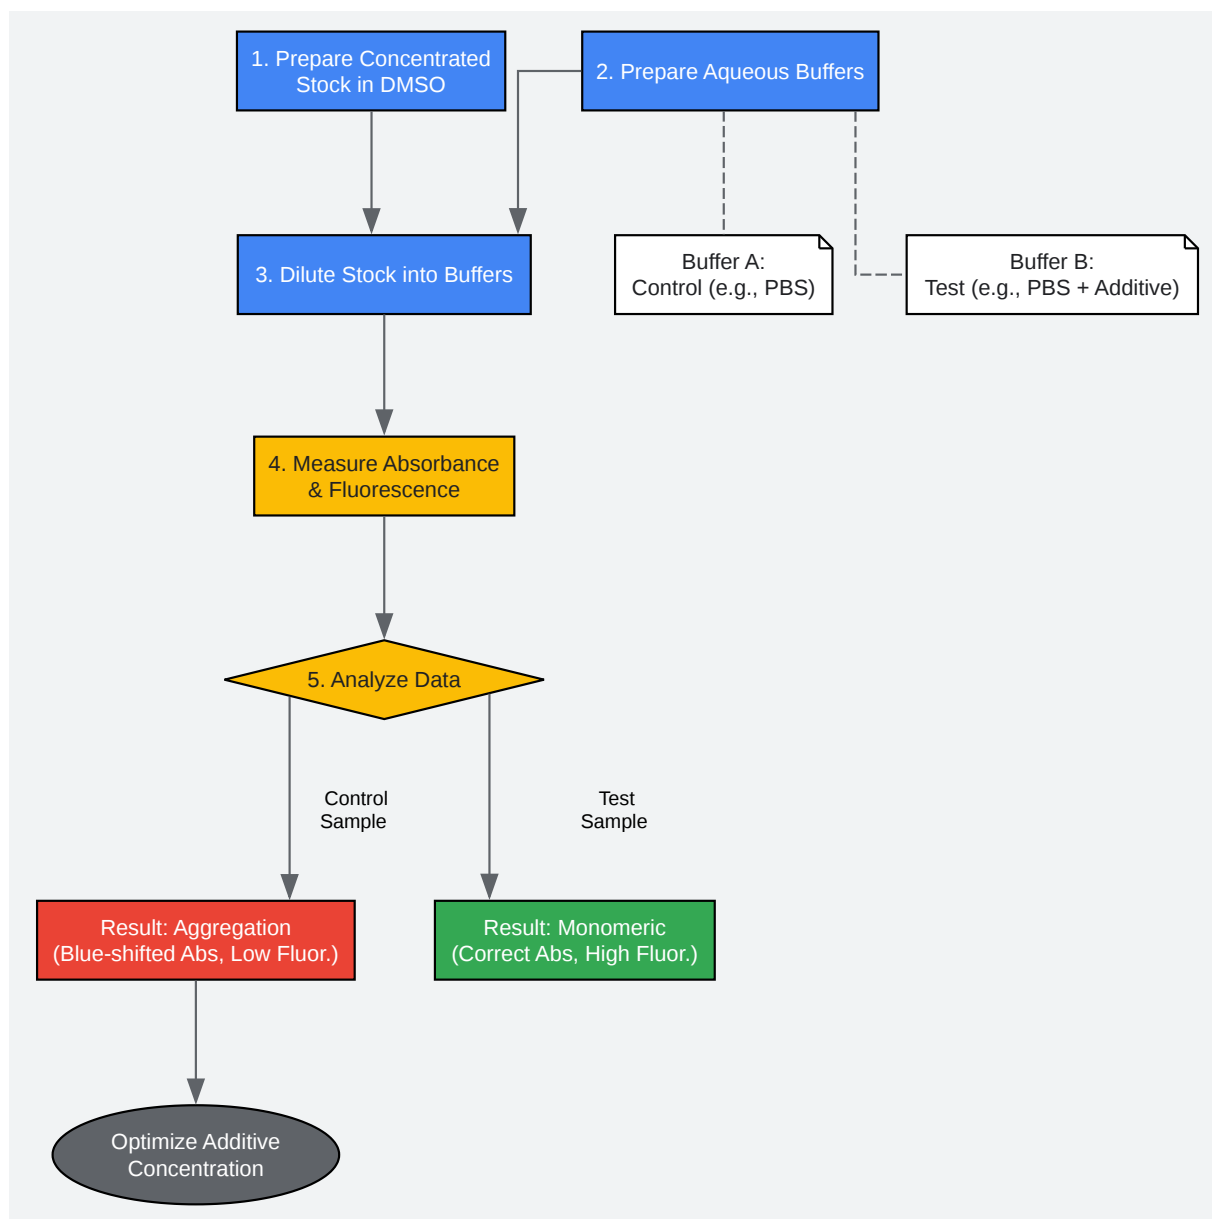 1. Prepare Concentrated
Stock in DMSO
2. Prepare Aqueous Buffers
3. Dilute Stock into Buffers
Buffer A:
Control (e.g., PBS)
Buffer B:
Test (e.g., PBS + Additive)
4. Measure Absorbance
& Fluorescence
5. Analyze Data
Control
Sample
Test
Sample
Result: Aggregation
(Blue-shifted Abs, Low Fluor.)
Result: Monomeric
(Correct Abs, High Fluor.)
Optimize Additive
Concentration